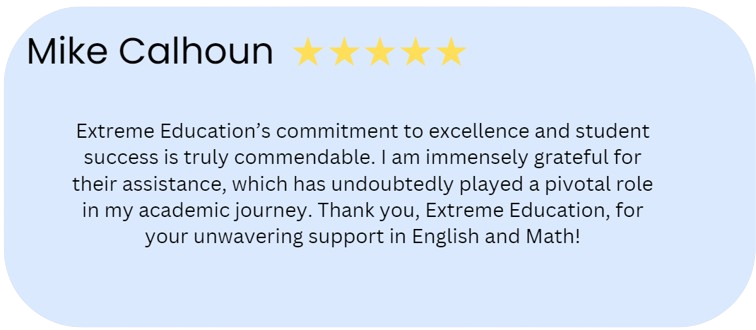 Mike Calhoun
Extreme Education’s commitment to excellence and student
success is truly commendable. I am immensely grateful for
their assistance, which has undoubtedly played a pivotal role
in my academic journey. Thank you, Extreme Education, for
your unwavering support in English and Math!